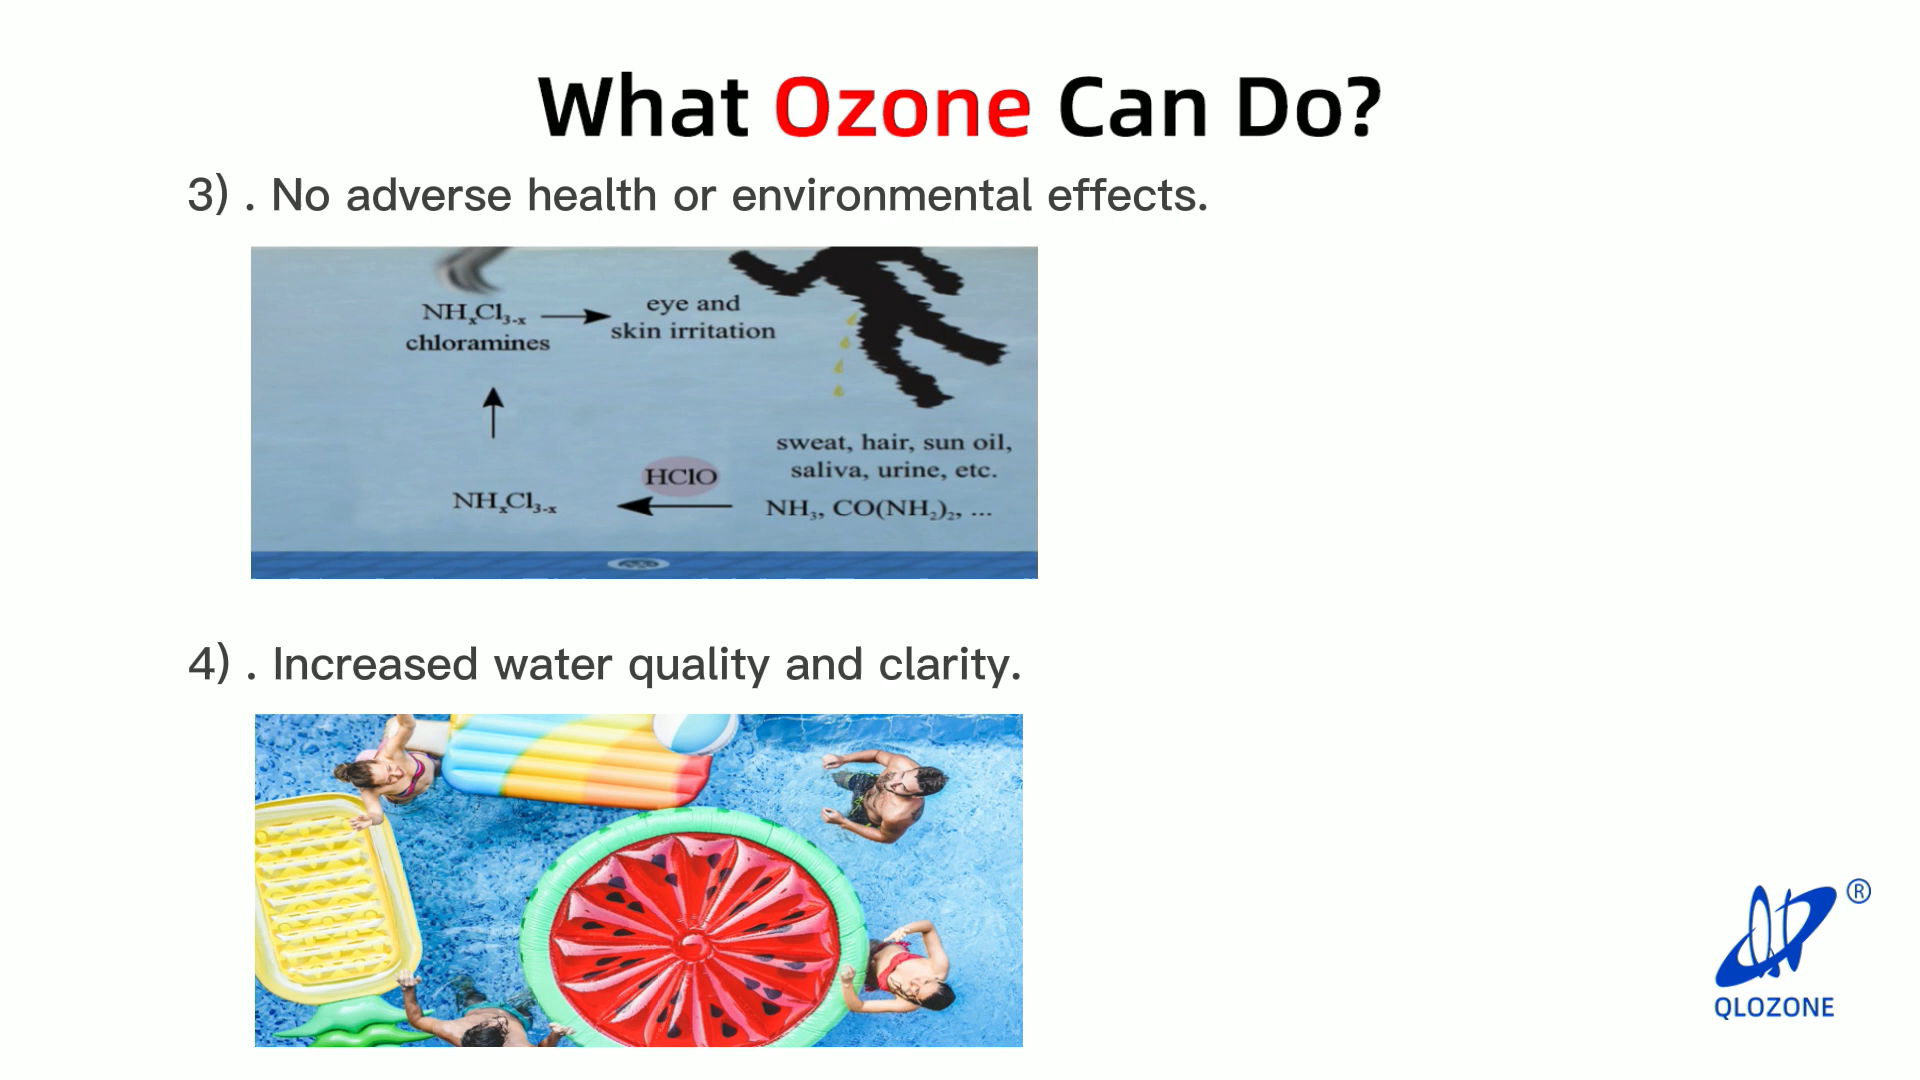 What Ozone Can Do?
3) . No adverse health or environmental effects.
NHₓCl₃₋ₓ
chloramines
eye and
skin irritation
sweat, hair, sun oil,
saliva, urine, etc.
HClO
NHₓCl₃₋ₓ
NH₃, CO(NH₂)₂, ...
4) . Increased water quality and clarity.
®
QLOZONE